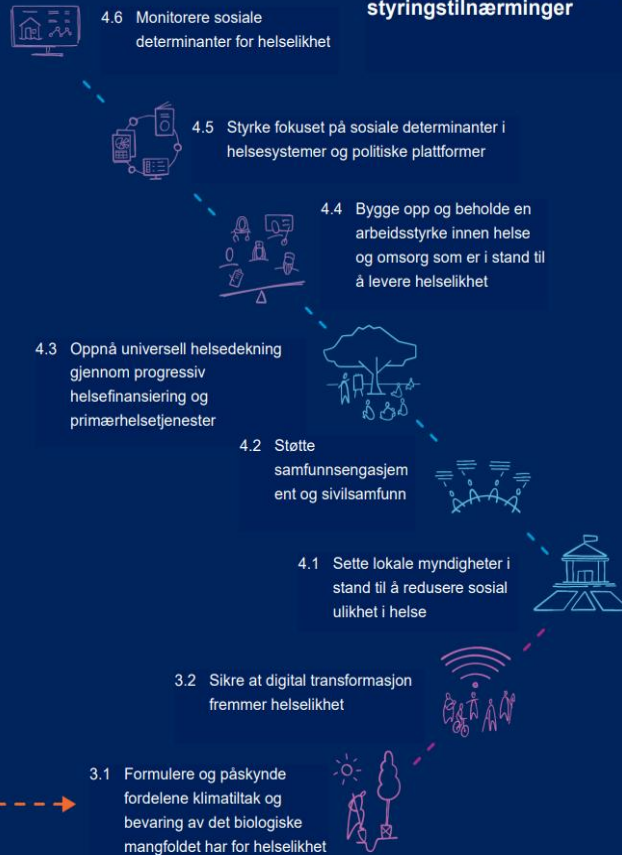 styringstilnærminger
4.6 Monitorere sosiale
determinanter for helselikhet
4.5 Styrke fokuset på sosiale determinanter i
helsesystemer og politiske plattformer
4.4 Bygge opp og beholde en
arbeidsstyrke innen helse
og omsorg som er i stand til
å levere helselikhet
4.3 Oppnå universell helsedekning
gjennom progressiv
helsefinansiering og
primærhelsetjenester
4.2 Støtte
samfunnsengasjem
ent og sivilsamfunn
4.1 Sette lokale myndigheter i
stand til å redusere sosial
ulikhet i helse
3.2 Sikre at digital transformasjon
fremmer helselikhet
3.1 Formulere og påskynde
fordelene klimatiltak og
bevaring av det biologiske
mangfoldet har for helselikhet